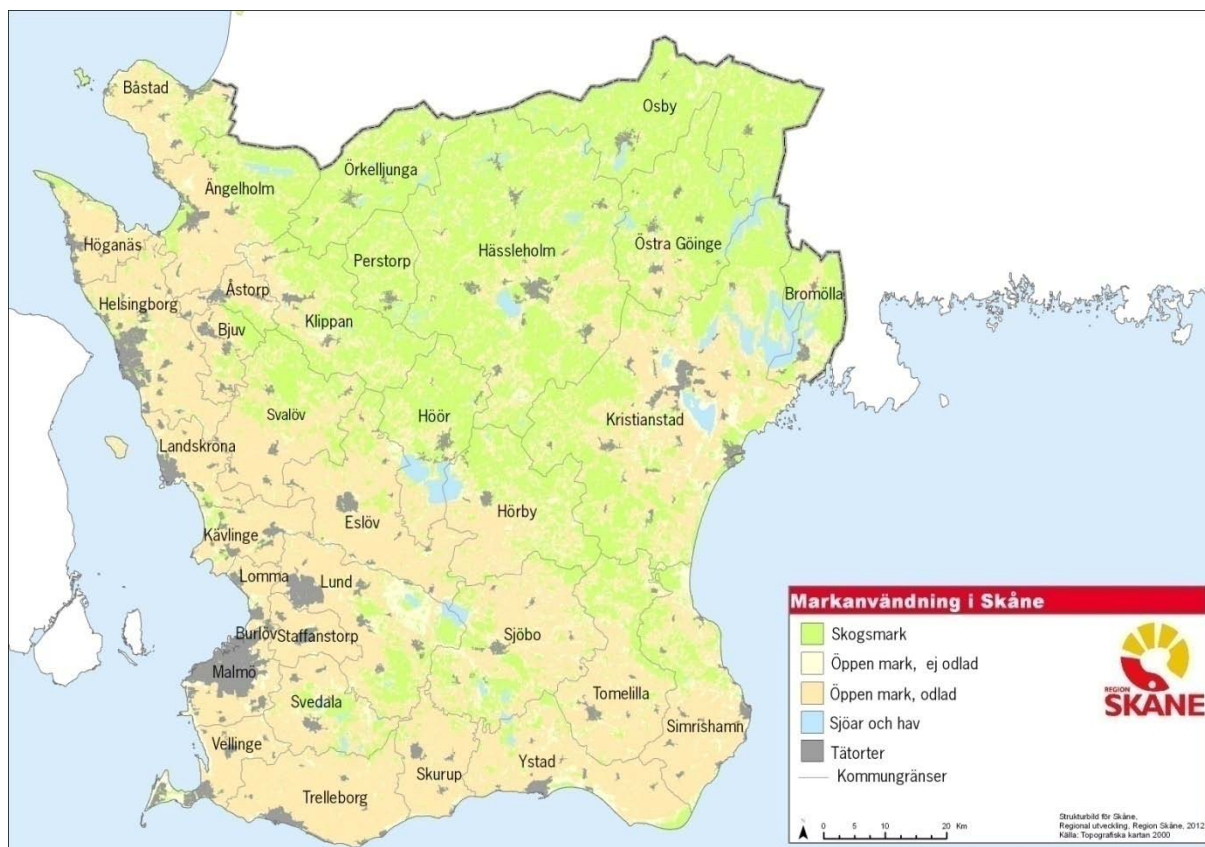 Båstad
Osby
Örkelljunga
Ängelholm
Höganäs
Perstorp
Hässleholm
Östra Göinge
Helsingborg
Åstorp
Bromölla
Bjuv
Klippan
Svalöv
Höör
Kristianstad
Landskrona
Eslöv
Hörby
Kävlinge
Lomma
Lund
Burlöv
Staffanstorp
Sjöbo
Malmö
Svedala
Tomelilla
Simrishamn
Vellinge
Ystad
Skurup
Trelleborg
Markanvändning i Skåne
Skogsmark
Öppen mark, ej odlad
Öppen mark, odlad
Sjöar och hav
Tätorter
Kommungränser
REGION
SKÅNE
N
0 5 10 20 Km
Strukturbild för Skåne,
Regional utveckling, Region Skåne, 2012
Källa: Topografiska kartan 2000